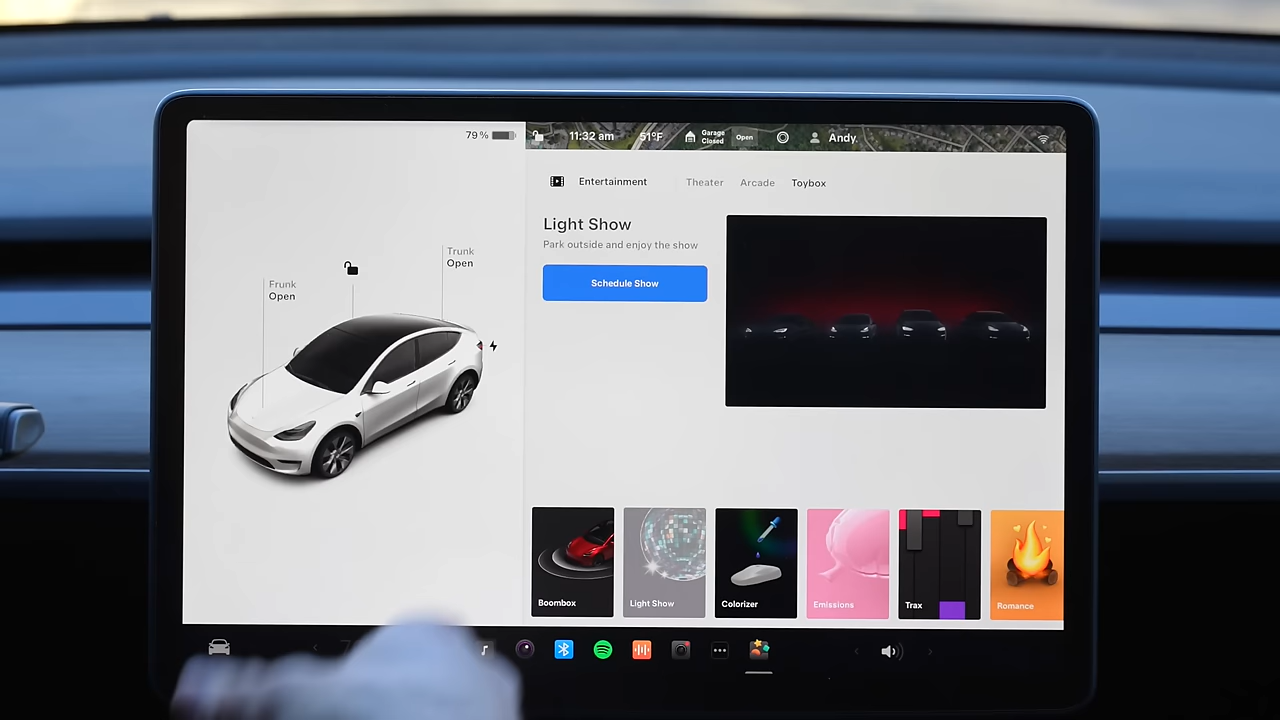 79 %
11:32 am
51°F
Garage
Closed
Open
Andy
Entertainment
Theater
Arcade
Toybox
Light Show
Park outside and enjoy the show
Schedule Show
Trunk
Open
Frunk
Open
Boombox
Light Show
Colorizer
Emissions
Trax
Romance